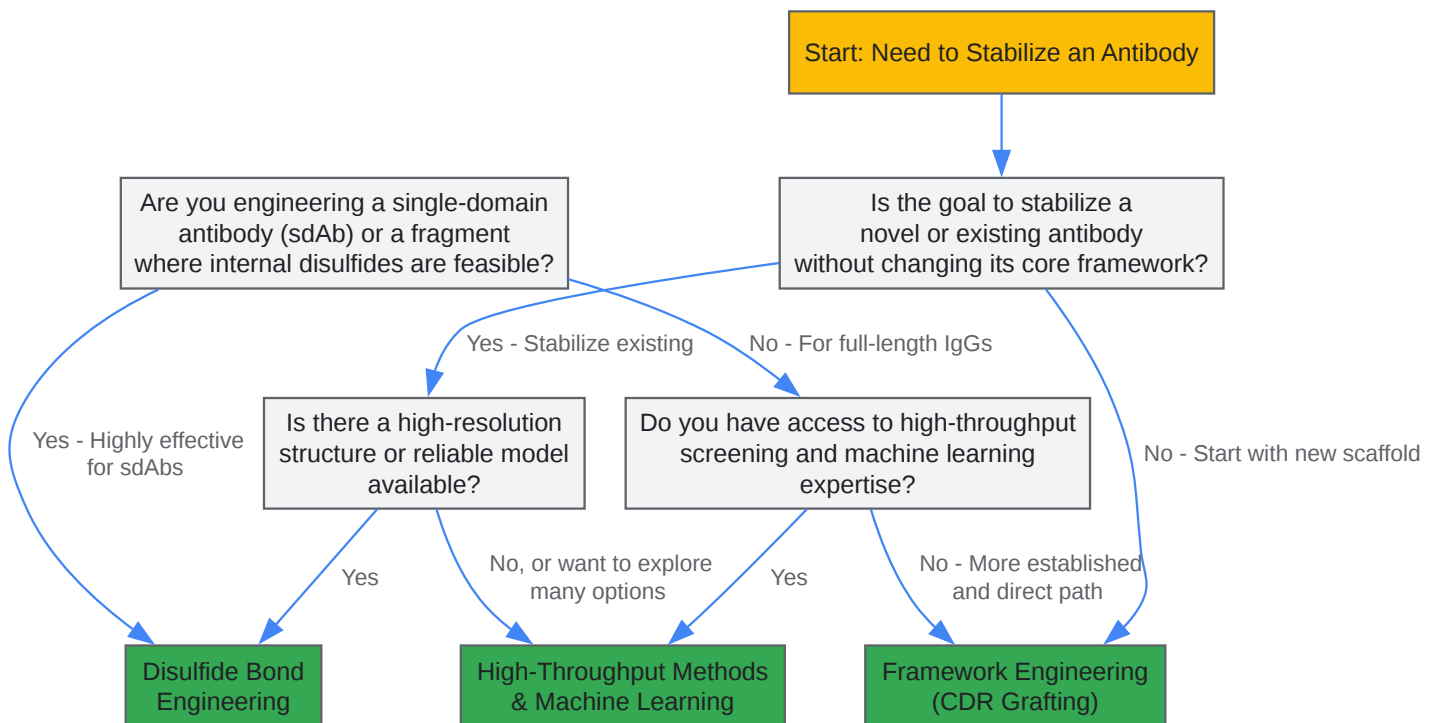 Start: Need to Stabilize an Antibody
Are you engineering a single-domain
antibody (sdAb) or a fragment
where internal disulfides are feasible?
Is the goal to stabilize a
novel or existing antibody
without changing its core framework?
Yes - Stabilize existing
No - For full-length IgGs
Yes - Highly effective
for sdAbs
Is there a high-resolution
structure or reliable model
available?
Do you have access to high-throughput
screening and machine learning
expertise?
No - Start with new scaffold
Yes
No, or want to explore
many options
Yes
No - More established
and direct path
Disulfide Bond
Engineering
High-Throughput Methods
& Machine Learning
Framework Engineering
(CDR Grafting)